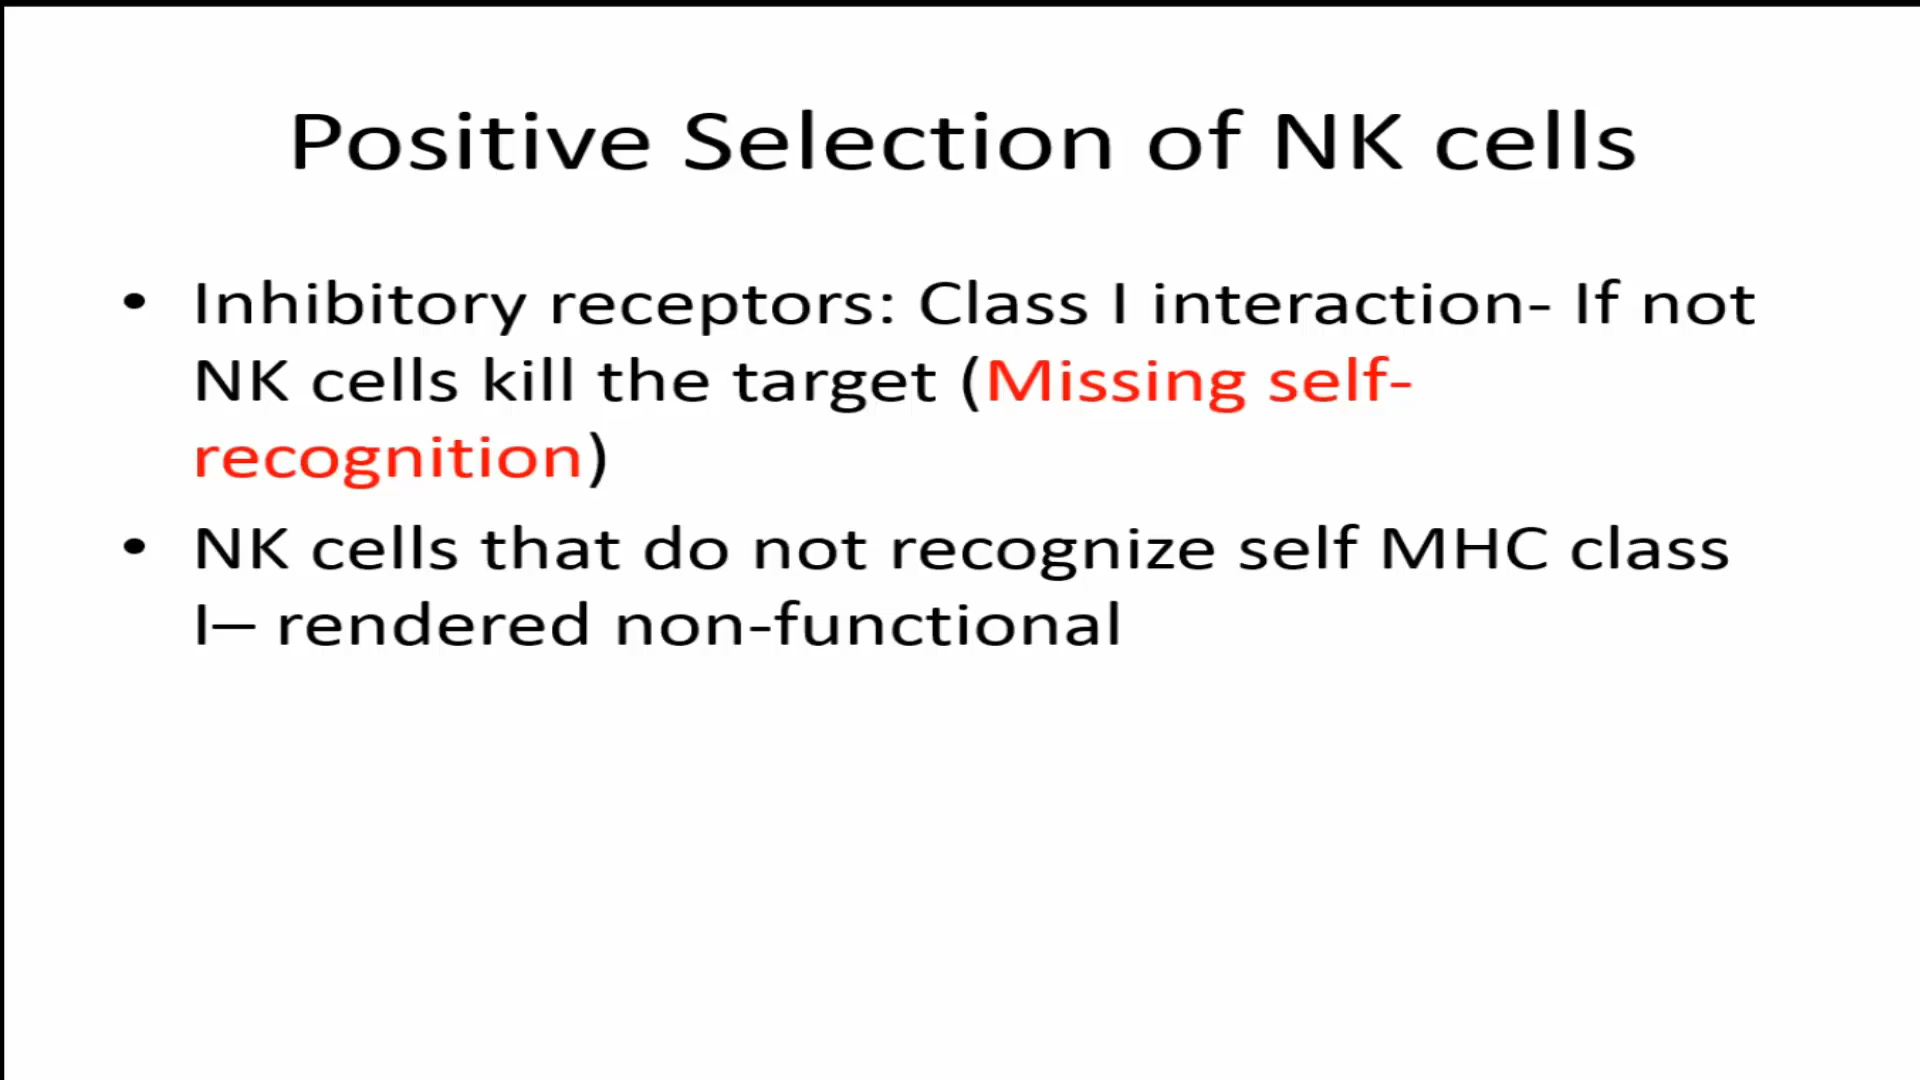 Positive Selection of NK cells
• Inhibitory receptors: Class I interaction- If not
NK cells kill the target (Missing self-
recognition)
• NK cells that do not recognize self MHC class
I– rendered non-functional